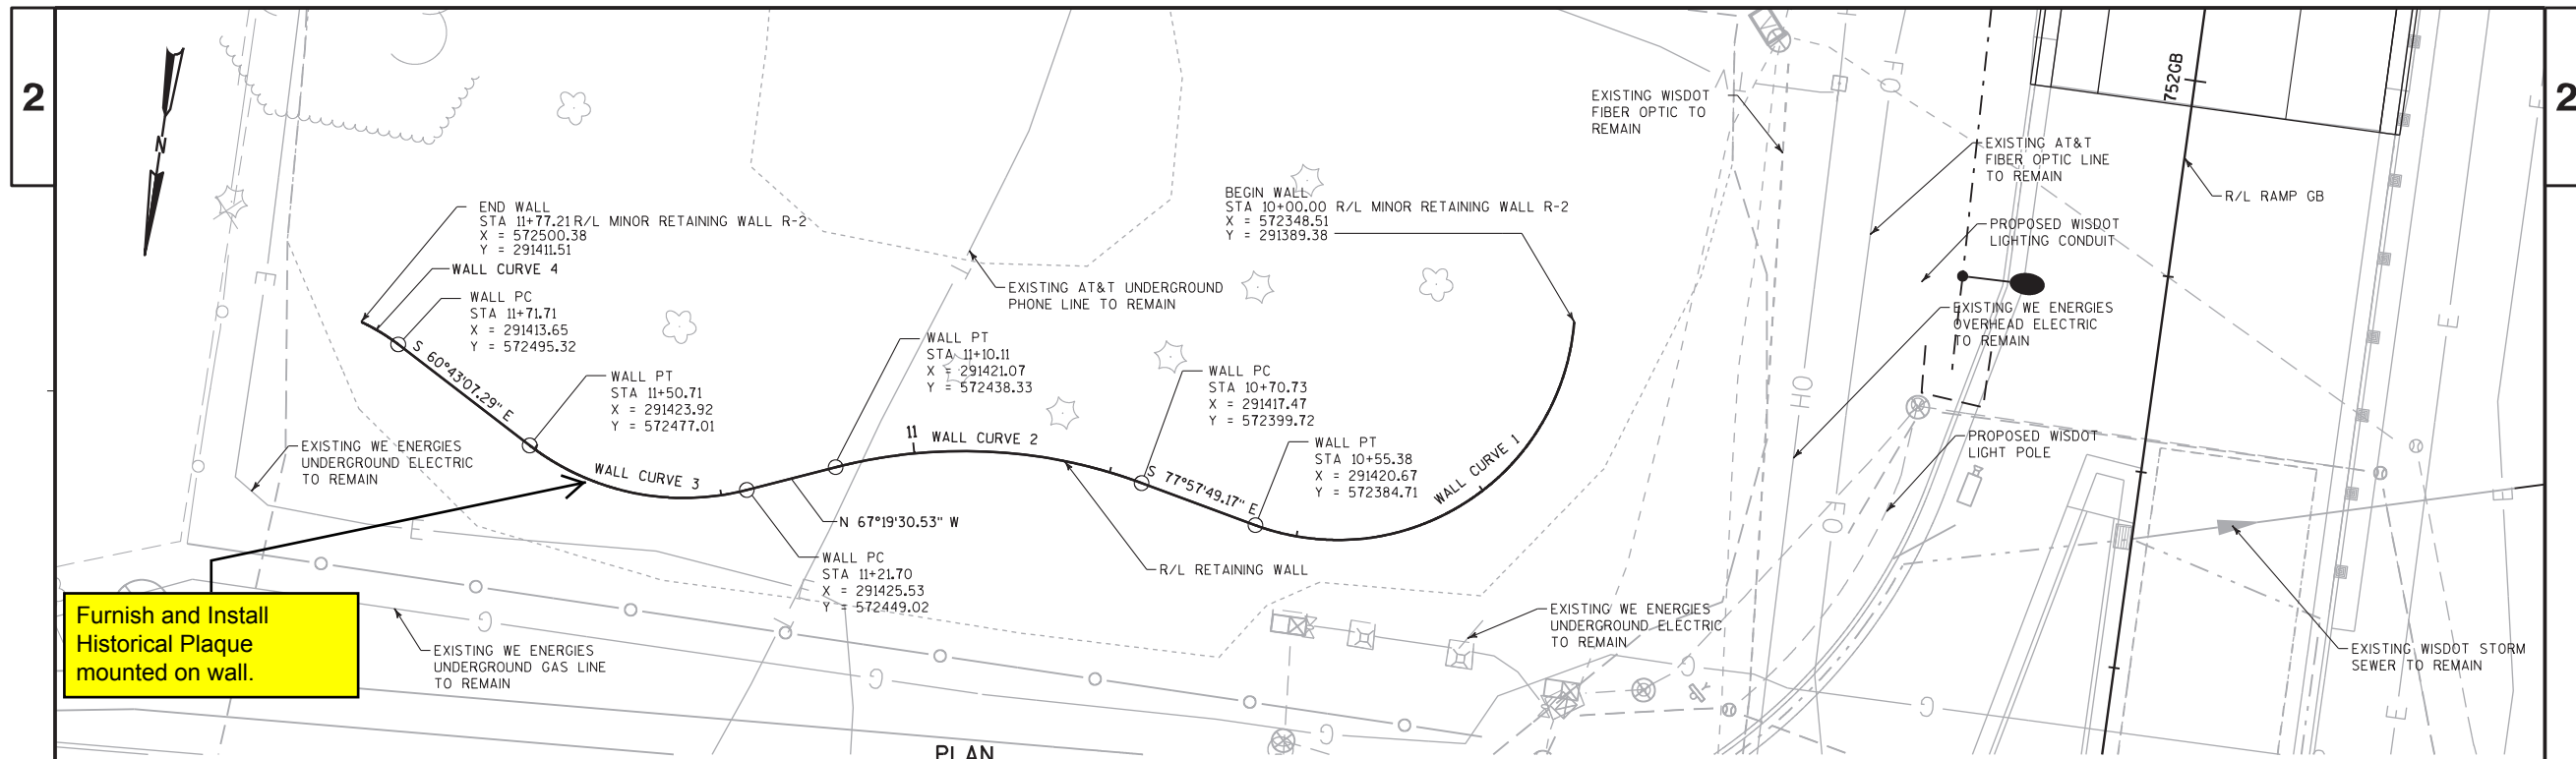 2
2
N
752GB
EXISTING WISDOT
FIBER OPTIC TO
REMAIN
EXISTING AT&T
FIBER OPTIC LINE
TO REMAIN
R/L RAMP GB
END WALL
STA 11+77.21 R/L MINOR RETAINING WALL R-2
X = 572500.38
Y = 291411.51
BEGIN WALL
STA 10+00.00 R/L MINOR RETAINING WALL R-2
X = 572348.51
Y = 291389.38
PROPOSED WISDOT
LIGHTING CONDUIT
WALL CURVE 4
WALL PC
STA 11+71.71
X = 291413.65
Y = 572495.32
EXISTING AT&T UNDERGROUND
PHONE LINE TO REMAIN
EXISTING WE ENERGIES
OVERHEAD ELECTRIC
TO REMAIN
S 60°43'07.29" E
WALL PT
STA 11+50.71
X = 291423.92
Y = 572477.01
WALL PT
STA 11+10.11
X = 291421.07
Y = 572438.33
WALL PC
STA 10+70.73
X = 291417.47
Y = 572399.72
11
WALL CURVE 2
WALL PT
STA 10+55.38
X = 291420.67
Y = 572384.71
WALL CURVE 1
PROPOSED WISDOT
LIGHT POLE
EXISTING WE ENERGIES
UNDERGROUND ELECTRIC
TO REMAIN
WALL CURVE 3
S 77°57'49.17" E
N 67°19'30.53" W
WALL PC
STA 11+21.70
X = 291425.53
Y = 572449.02
R/L RETAINING WALL
Furnish and Install
Historical Plaque
mounted on wall.
EXISTING WE ENERGIES
UNDERGROUND GAS LINE
TO REMAIN
EXISTING WE ENERGIES
UNDERGROUND ELECTRIC
TO REMAIN
EXISTING WISDOT STORM
SEWER TO REMAIN
E
E
E
G
G
G
G
G
T
T
OH
E
E
E
E
PLAN